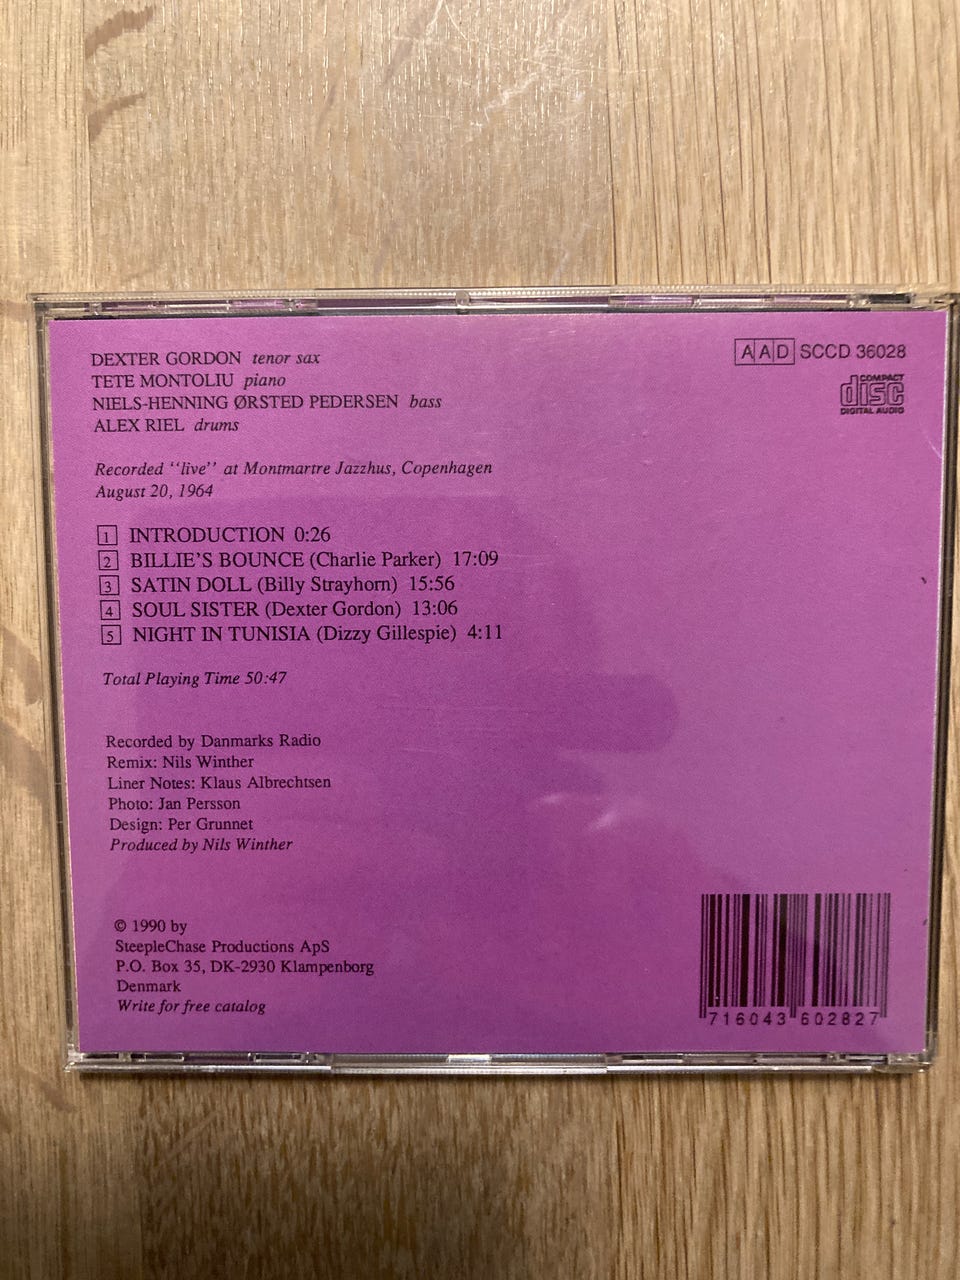 DEXTER GORDON tenor sax
TETE MONTOLIU piano
NIELS-HENNING ØRSTED PEDERSEN bass
ALEX RIEL drums
Recorded "live" at Montmartre Jazzhus, Copenhagen
August 20, 1964
1 INTRODUCTION 0:26
2 BILLIE'S BOUNCE (Charlie Parker) 17:09
3 SATIN DOLL (Billy Strayhorn) 15:56
4 SOUL SISTER (Dexter Gordon) 13:06
5 NIGHT IN TUNISIA (Dizzy Gillespie) 4:11
Total Playing Time 50:47
Recorded by Danmarks Radio
Remix: Nils Winther
Liner Notes: Klaus Albrechtsen
Photo: Jan Persson
Design: Per Grunnet
Produced by Nils Winther
© 1990 by
SteepleChase Productions ApS
P.O. Box 35, DK-2930 Klampenborg
Denmark
Write for free catalog
AAD SCCD 36028
COMPACT
disc
DIGITAL AUDIO
716043 602827